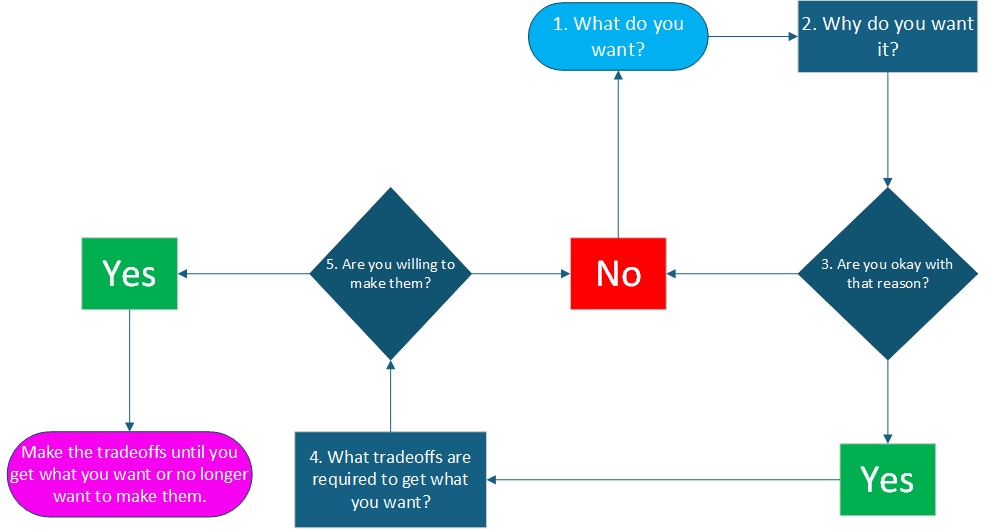 1. What do you
want?
2. Why do you want
it?
3. Are you okay with
that reason?
No
Yes
4. What tradeoffs are
required to get what
you want?
5. Are you willing to
make them?
Yes
Make the tradeoffs until you
get what you want or no longer
want to make them.